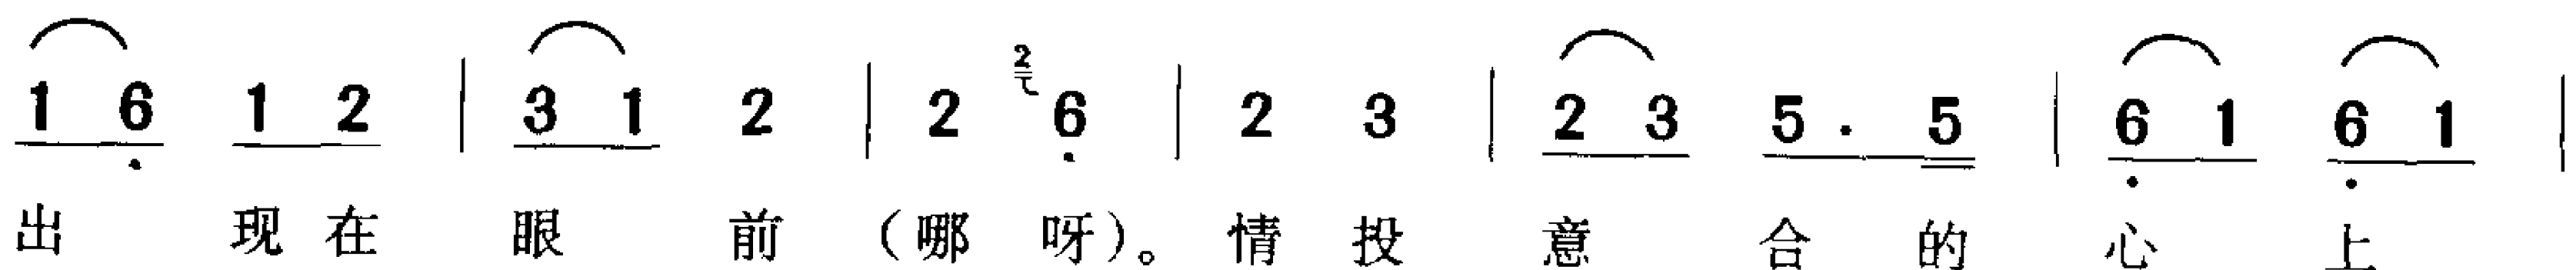 1 6̣ 1 2 | 3 1 2 | 2 ²6̣ | 2 3 | 2 3 5 . 5 | 6̣ 1 6̣ 1 |
出 现 在 眼 前 （哪 呀）。 情 投 意 合 的 心 上